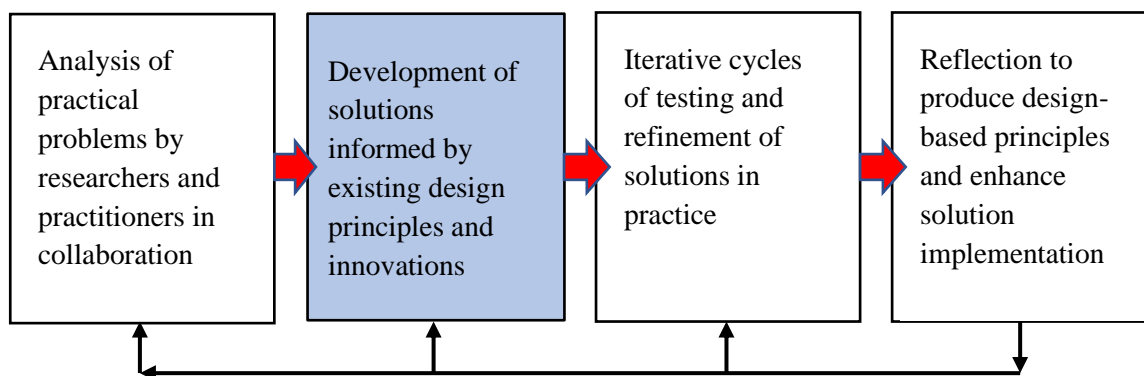 Analysis of
practical
problems by
researchers and
practitioners in
collaboration
Development of
solutions
informed by
existing design
principles and
innovations
Iterative cycles
of testing and
refinement of
solutions in
practice
Reflection to
produce design-
based principles
and enhance
solution
implementation